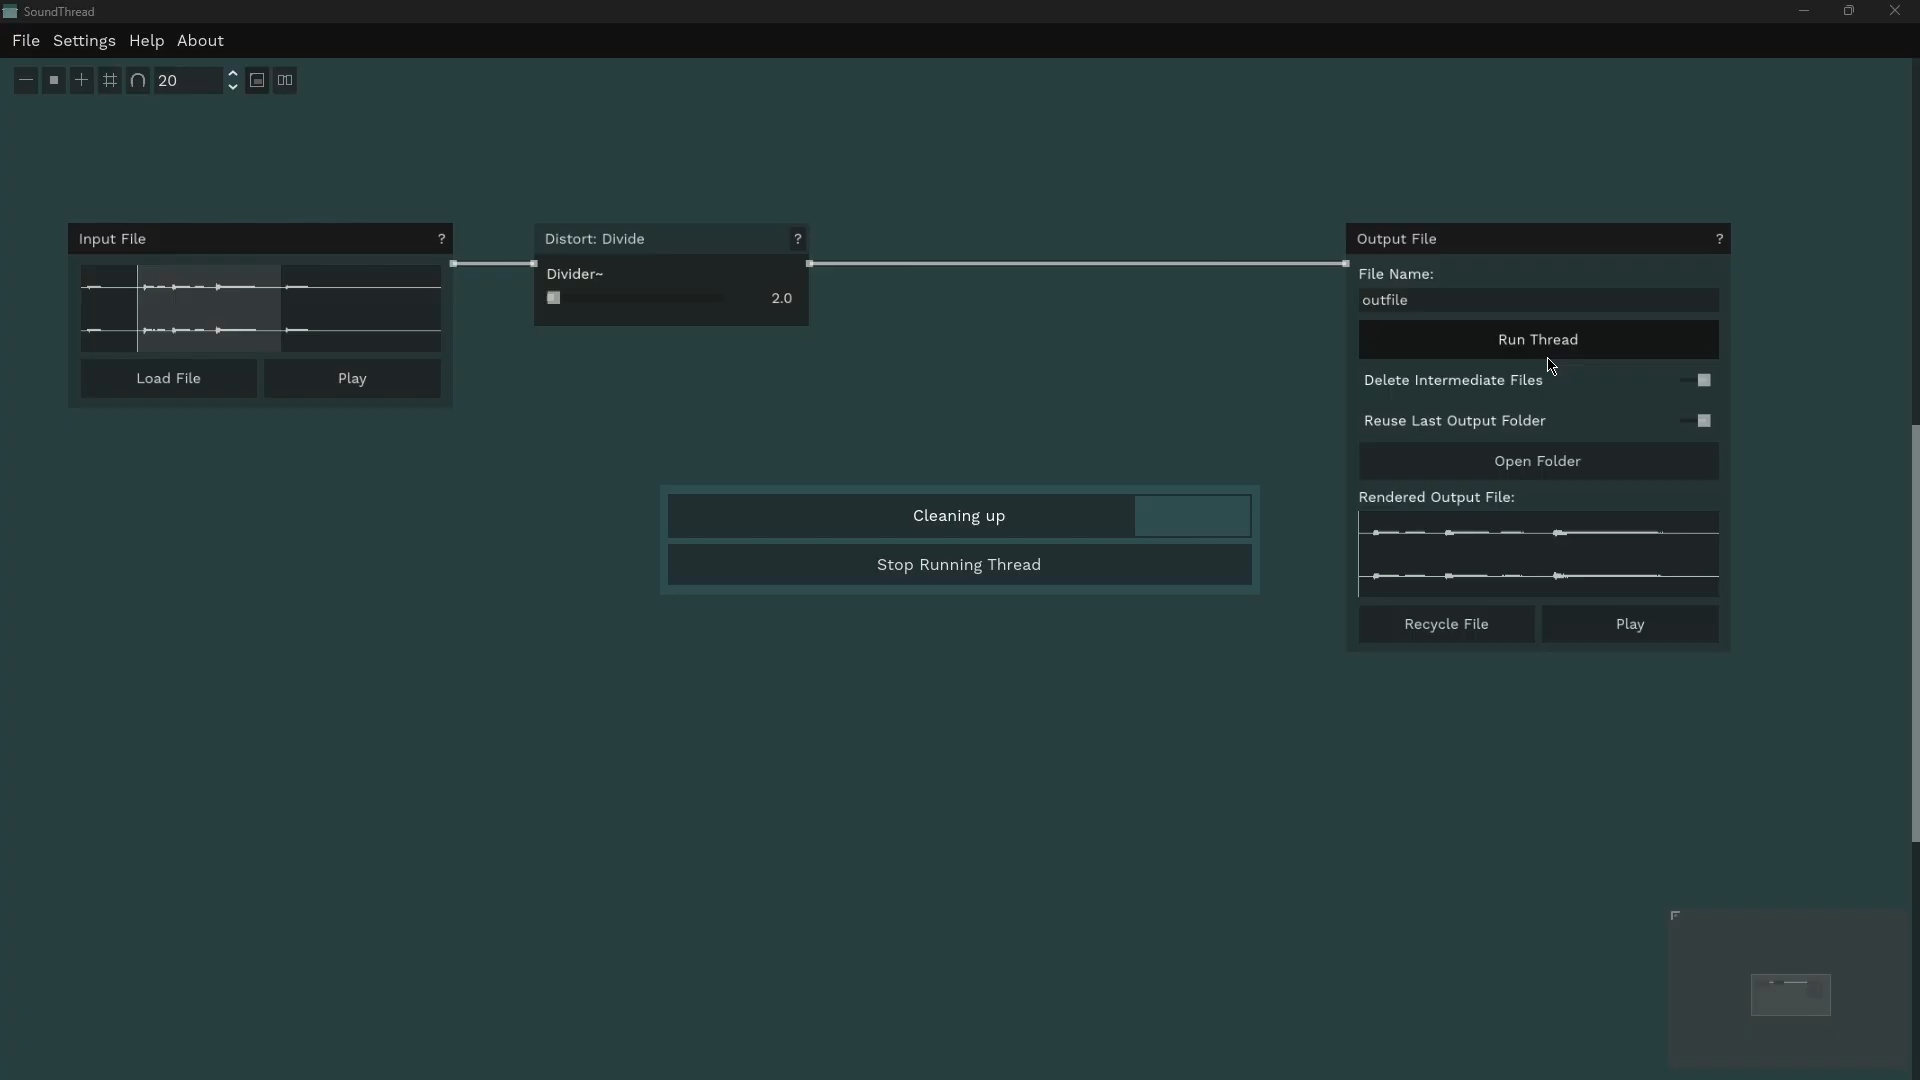 SoundThread
File Settings Help About
20
Input File ?
Load File Play
Distort: Divide ?
Divider~
2.0
Cleaning up
Stop Running Thread
Output File ?
File Name:
outfile
Run Thread
Delete Intermediate Files
Reuse Last Output Folder
Open Folder
Rendered Output File:
Recycle File Play